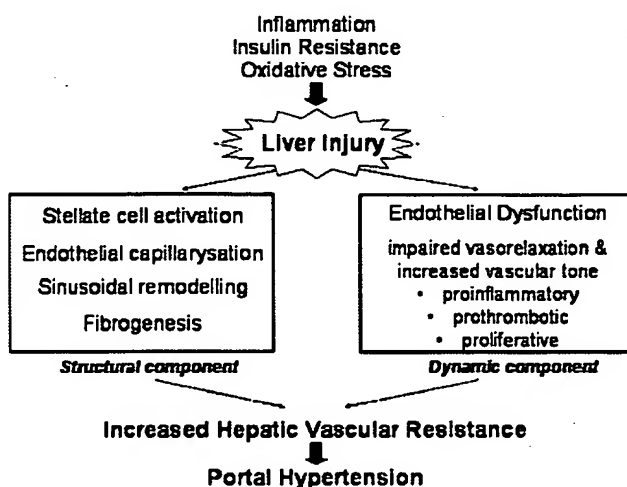 Inflammation
Insulin Resistance
Oxidative Stress
Liver Injury
Stellate cell activation
Endothelial capillarysation
Sinusoidal remodelling
Fibrogenesis
Structural component
Endothelial Dysfunction
impaired vasorelaxation &
increased vascular tone
• proinflammatory
• prothrombotic
• proliferative
Dynamic component
Increased Hepatic Vascular Resistance
Portal Hypertension